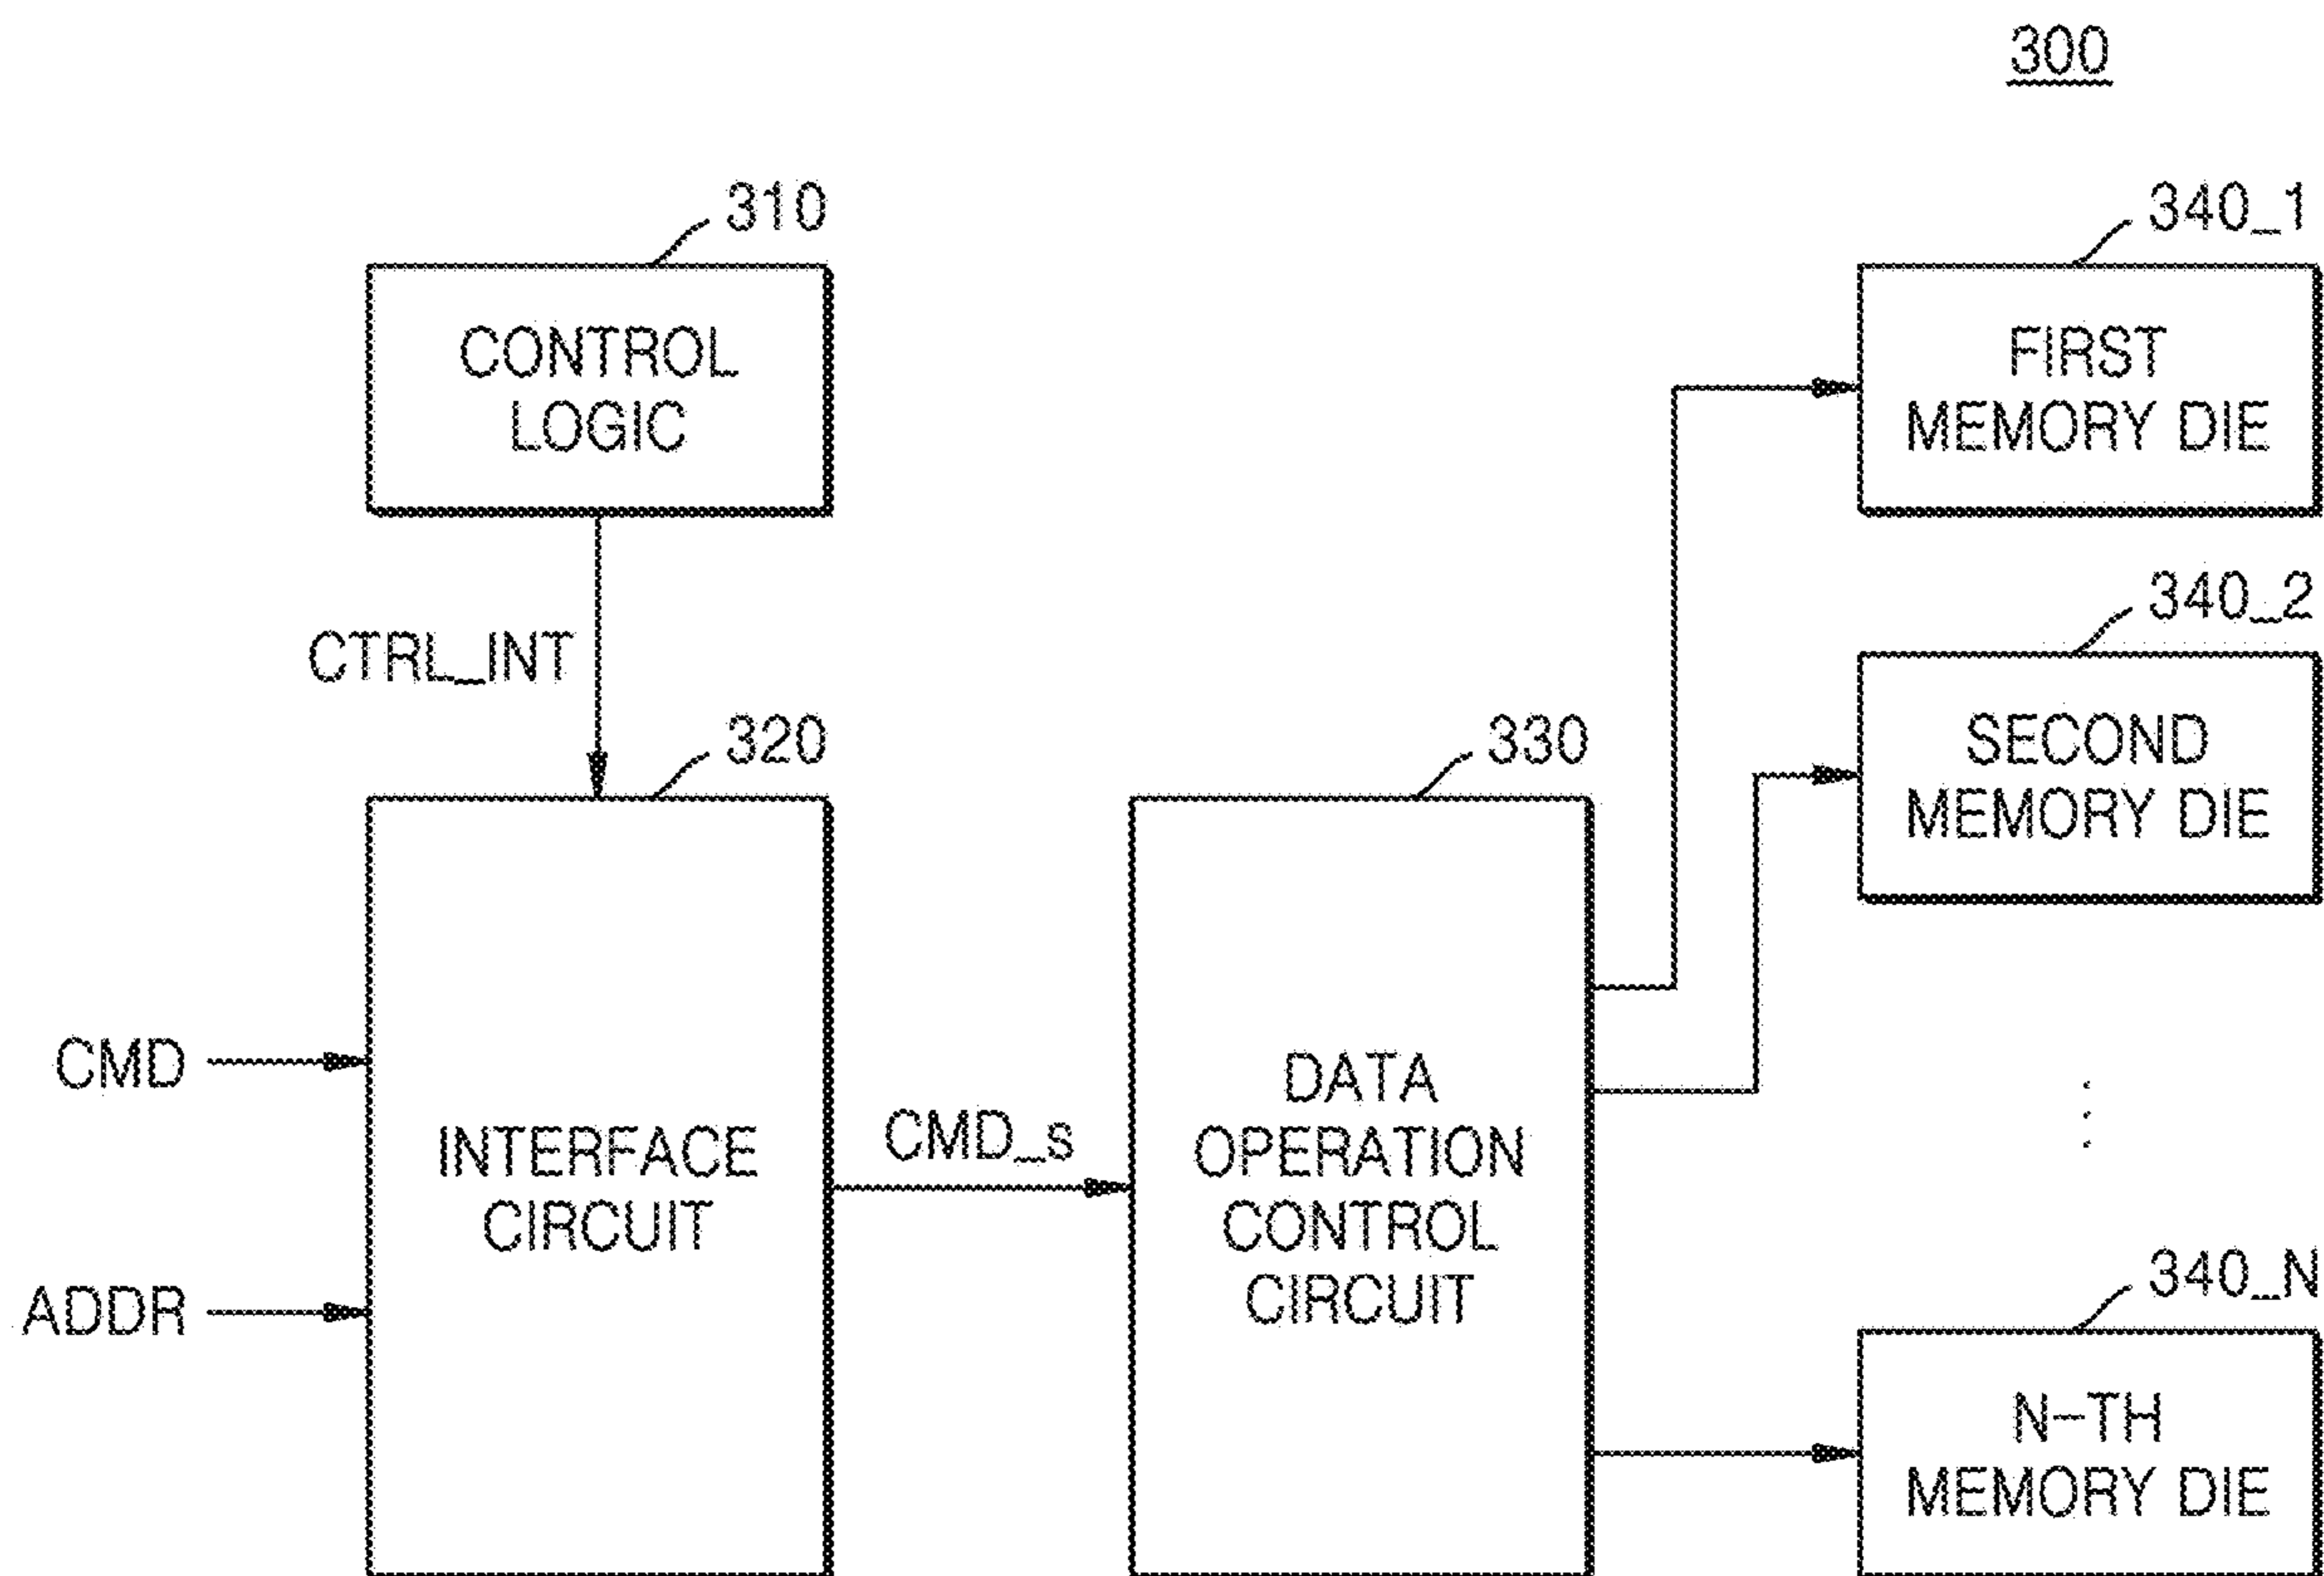 300
310
CONTROL
LOGIC
340_1
FIRST
MEMORY DIE
CTRL_INT
340_2
SECOND
MEMORY DIE
320
330
CMD
ADDR
INTERFACE
CIRCUIT
CMD_s
DATA
OPERATION
CONTROL
CIRCUIT
340_N
N-TH
MEMORY DIE